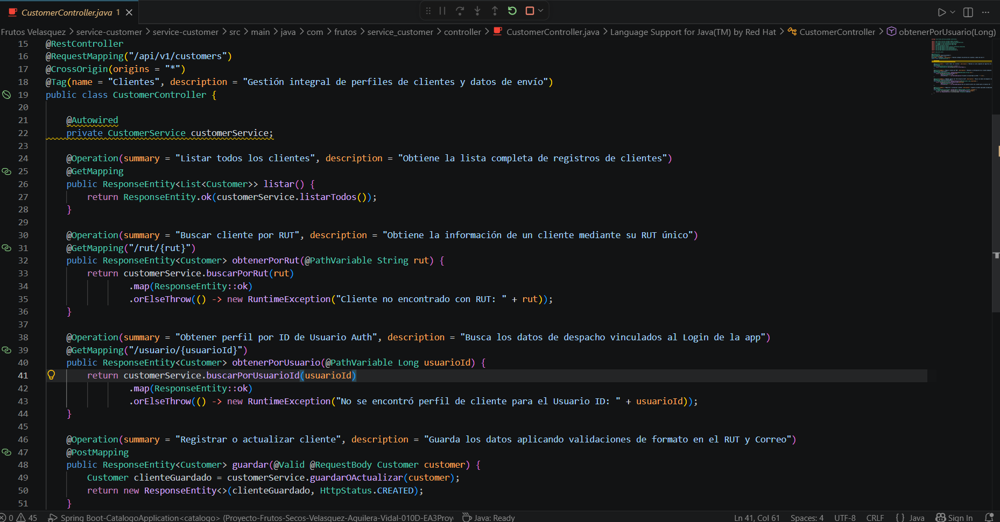 CustomerController.java 1
Frutos Velasquez > service-customer > service-customer > src > main > java > com > frutos > service_customer > controller > CustomerController.java > Language Support for Java(TM) by Red Hat > CustomerController > obtenerPorUsuario(Long)
15 @RestController
16 @RequestMapping("/api/v1/customers")
17 @CrossOrigin(origins = "*")
18 @Tag(name = "Clientes", description = "Gestión integral de perfiles de clientes y datos de envío")
19 public class CustomerController {
20
21 @Autowired
22 private CustomerService customerService;
23
24 @Operation(summary = "Listar todos los clientes", description = "Obtiene la lista completa de registros de clientes")
25 @GetMapping
26 public ResponseEntity<List<Customer>> listar() {
27 return ResponseEntity.ok(customerService.listarTodos());
28 }
29
30 @Operation(summary = "Buscar cliente por RUT", description = "Obtiene la información de un cliente mediante su RUT único")
31 @GetMapping("/rut/{rut}")
32 public ResponseEntity<Customer> obtenerPorRut(@PathVariable String rut) {
33 return customerService.buscarPorRut(rut)
34 .map(ResponseEntity::ok)
35 .orElseThrow(() -> new RuntimeException("Cliente no encontrado con RUT: " + rut));
36 }
37
38 @Operation(summary = "Obtener perfil por ID de Usuario Auth", description = "Busca los datos de despacho vinculados al Login de la app")
39 @GetMapping("/usuario/{usuarioId}")
40 public ResponseEntity<Customer> obtenerPorUsuario(@PathVariable Long usuarioId) {
41 return customerService.buscarPorUsuarioId(usuarioId)
42 .map(ResponseEntity::ok)
43 .orElseThrow(() -> new RuntimeException("No se encontró perfil de cliente para el Usuario ID: " + usuarioId));
44 }
45
46 @Operation(summary = "Registrar o actualizar cliente", description = "Guarda los datos aplicando validaciones de formato en el RUT y Correo")
47 @PostMapping
48 public ResponseEntity<Customer> guardar(@Valid @RequestBody Customer customer) {
49 Customer clienteGuardado = customerService.guardarOActualizar(customer);
50 return new ResponseEntity<>(clienteGuardado, HttpStatus.CREATED);
51 }
0 45 Spring Boot-CatalogoApplication<catalogo> (Proyecto-Frutos-Secos-Velasquez-Aguilera-Vidal-010D-EA3Proy Java: Ready Ln 41, Col 61 Spaces: 4 UTF-8 CRLF {} Java Sign In